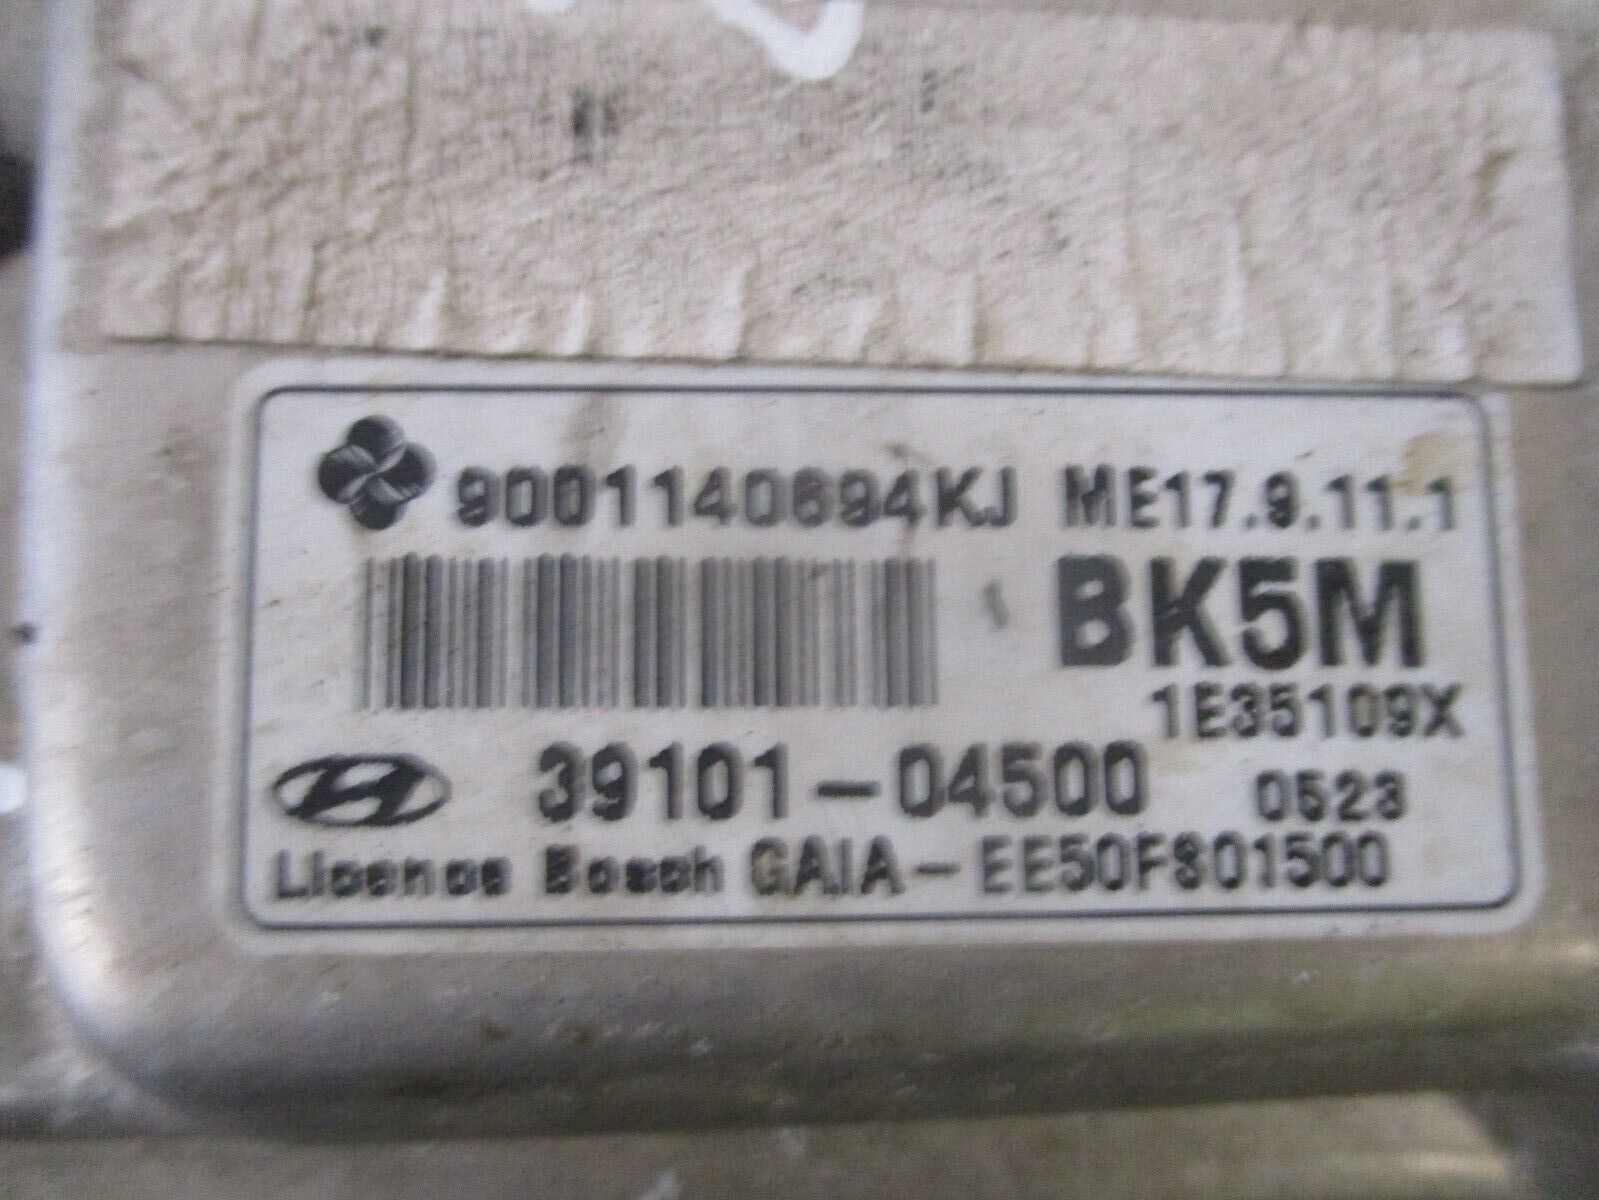 9001140694KJ ME17.9.11.1
BK5M
1E35109X
39101-04500 0523
Licence Bosch GAIA-EE50F801500